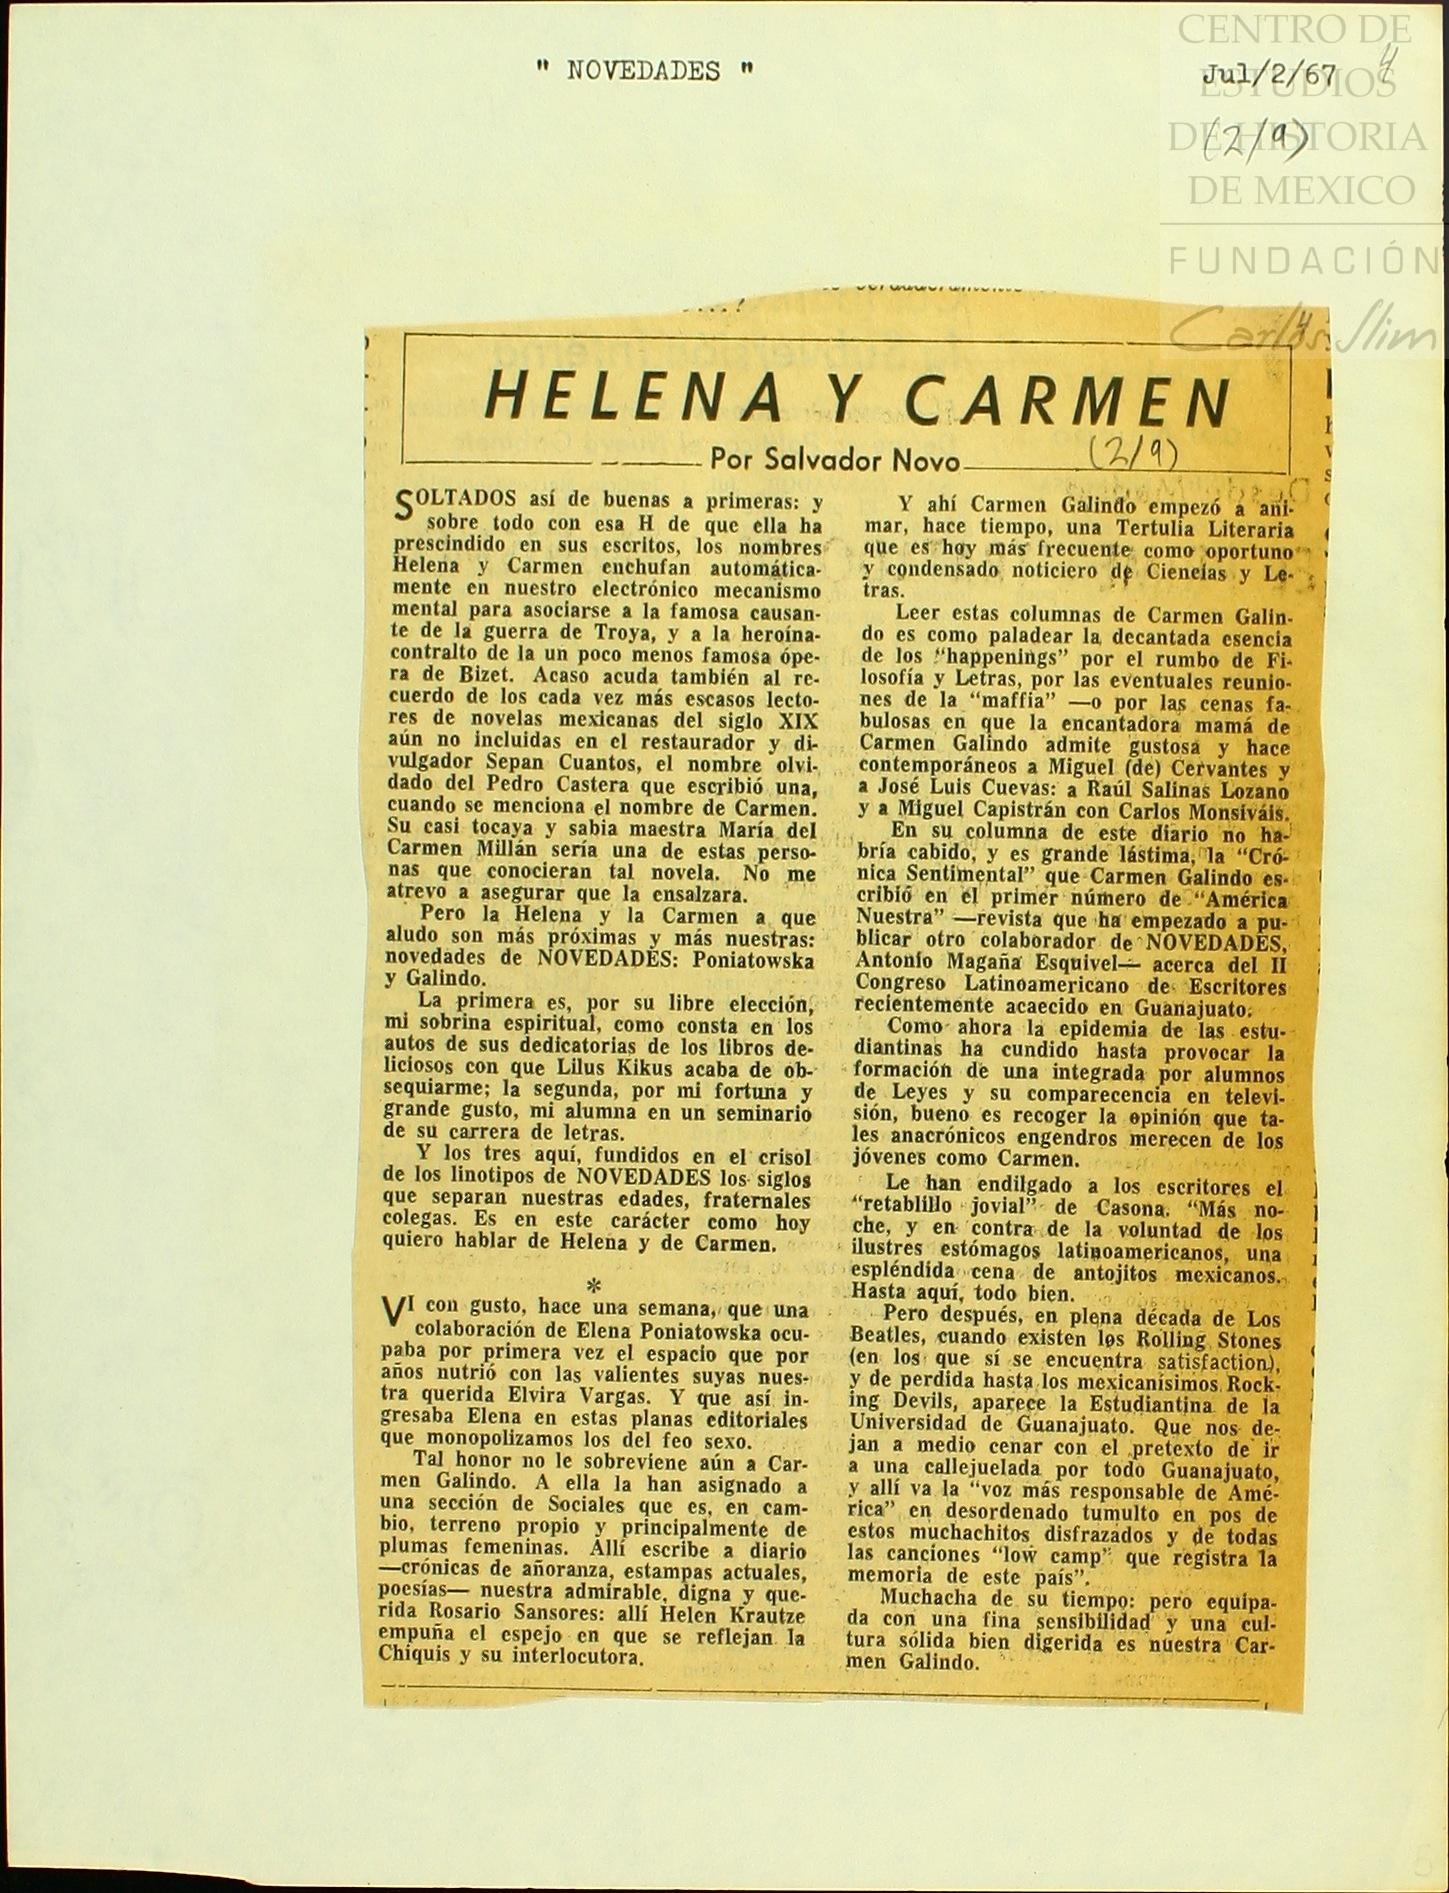 CENTRO DE
ESTUDIOS
DE HISTORIA
DE MEXICO
FUNDACIÓN
Carlos Slim
" NOVEDADES "
Jul/2/67
4
(2/9)
4
HELENA Y CARMEN
(2/9)
Por Salvador Novo
SOLTADOS así de buenas a primeras: y
sobre todo con esa H de que ella ha
prescindido en sus escritos, los nombres
Helena y Carmen enchufan automática-
mente en nuestro electrónico mecanismo
mental para asociarse a la famosa causan-
te de la guerra de Troya, y a la heroína-
contralto de la un poco menos famosa ópe-
ra de Bizet. Acaso acuda también al re-
cuerdo de los cada vez más escasos lecto-
res de novelas mexicanas del siglo XIX
aún no incluidas en el restaurador y di-
vulgador Sepan Cuantos, el nombre olvi-
dado del Pedro Castera que escribió una,
cuando se menciona el nombre de Carmen.
Su casi tocaya y sabia maestra María del
Carmen Millán sería una de estas perso-
nas que conocieran tal novela. No me
atrevo a asegurar que la ensalzara.
Pero la Helena y la Carmen a que
aludo son más próximas y más nuestras:
novedades de NOVEDADES: Poniatowska
y Galindo.
La primera es, por su libre elección,
mi sobrina espiritual, como consta en los
autos de sus dedicatorias de los libros de-
liciosos con que Lilus Kikus acaba de ob-
sequiarme; la segunda, por mi fortuna y
grande gusto, mi alumna en un seminario
de su carrera de letras.
Y los tres aquí, fundidos en el crisol
de los linotipos de NOVEDADES los siglos
que separan nuestras edades, fraternales
colegas. Es en este carácter como hoy
quiero hablar de Helena y de Carmen.
*
VI con gusto, hace una semana, que una
colaboración de Elena Poniatowska ocu-
paba por primera vez el espacio que por
años nutrió con las valientes suyas nues-
tra querida Elvira Vargas. Y que así in-
gresaba Elena en estas planas editoriales
que monopolizamos los del feo sexo.
Tal honor no le sobreviene aún a Car-
men Galindo. A ella la han asignado a
una sección de Sociales que es, en cam-
bio, terreno propio y principalmente de
plumas femeninas. Allí escribe a diario
—crónicas de añoranza, estampas actuales,
poesías— nuestra admirable, digna y que-
rida Rosario Sansores: allí Helen Krautze
empuña el espejo en que se reflejan la
Chiquis y su interlocutora.
Y ahí Carmen Galindo empezó a ani-
mar, hace tiempo, una Tertulia Literaria
que es hoy más frecuente como oportuno
y condensado noticiero de Ciencias y Le-
tras.
Leer estas columnas de Carmen Galin-
do es como paladear la decantada esencia
de los "happenings" por el rumbo de Fi-
losofía y Letras, por las eventuales reunio-
nes de la "maffia" —o por las cenas fa-
bulosas en que la encantadora mamá de
Carmen Galindo admite gustosa y hace
contemporáneos a Miguel (de) Cervantes y
a José Luis Cuevas: a Raúl Salinas Lozano
y a Miguel Capistrán con Carlos Monsiváis.
En su columna de este diario no ha-
bría cabido, y es grande lástima, la "Cró-
nica Sentimental" que Carmen Galindo es-
cribió en el primer número de "América
Nuestra" —revista que ha empezado a pu-
blicar otro colaborador de NOVEDADES,
Antonio Magaña Esquivel— acerca del II
Congreso Latinoamericano de Escritores
recientemente acaecido en Guanajuato.
Como ahora la epidemia de las estu-
diantinas ha cundido hasta provocar la
formación de una integrada por alumnos
de Leyes y su comparecencia en televi-
sión, bueno es recoger la opinión que ta-
les anacrónicos engendros merecen de los
jóvenes como Carmen.
Le han endilgado a los escritores el
"retablillo jovial" de Casona. "Más no-
che, y en contra de la voluntad de los
ilustres estómagos latinoamericanos, una
espléndida cena de antojitos mexicanos.
Hasta aquí, todo bien.
Pero después, en plena década de Los
Beatles, cuando existen los Rolling Stones
(en los que sí se encuentra satisfaction),
y de perdida hasta los mexicanísimos Rock-
ing Devils, aparece la Estudiantina de la
Universidad de Guanajuato. Que nos de-
jan a medio cenar con el pretexto de ir
a una callejuelada por todo Guanajuato,
y allí va la "voz más responsable de Amé-
rica" en desordenado tumulto en pos de
estos muchachitos disfrazados y de todas
las canciones "low camp" que registra la
memoria de este país".
Muchacha de su tiempo: pero equipa-
da con una fina sensibilidad y una cul-
tura sólida bien digerida es nuestra Car-
men Galindo.